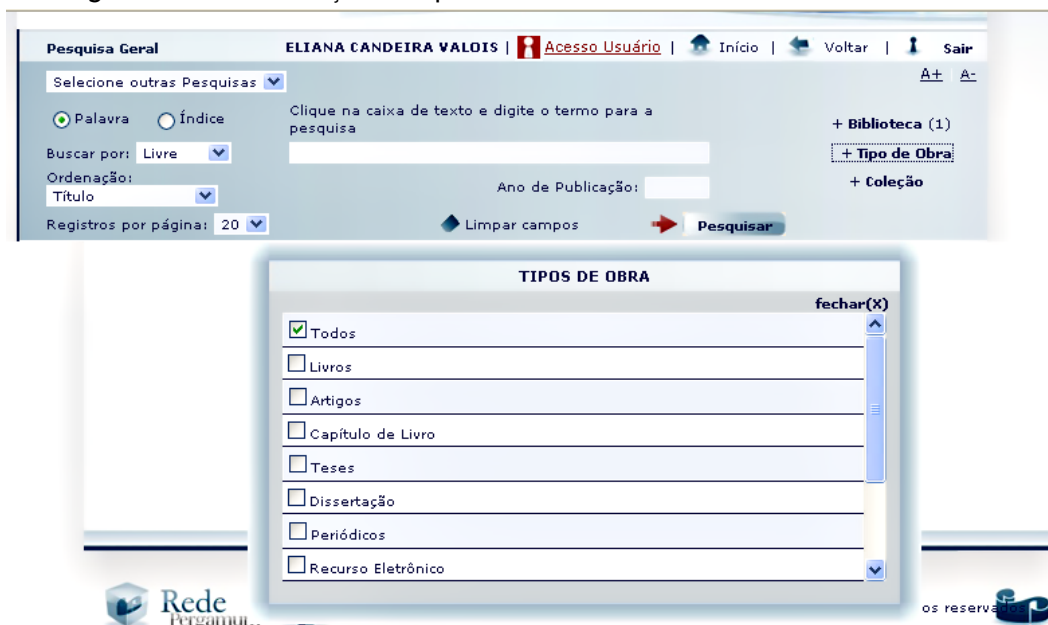 Pesquisa Geral ELIANA CANDEIRA VALOIS | Acesso Usuário | Início | Voltar | Sair
Selecione outras Pesquisas A+ A-
Palavra Índice Clique na caixa de texto e digite o termo para a
pesquisa
+ Biblioteca (1)
Buscar por: Livre + Tipo de Obra
Ordenação:
Título Ano de Publicação: + Coleção
Registros por página: 20 Limpar campos Pesquisar
TIPOS DE OBRA
fechar(X)
Todos
Livros
Artigos
Capítulo de Livro
Teses
Dissertação
Periódicos
Recurso Eletrônico
Rede
os reservados